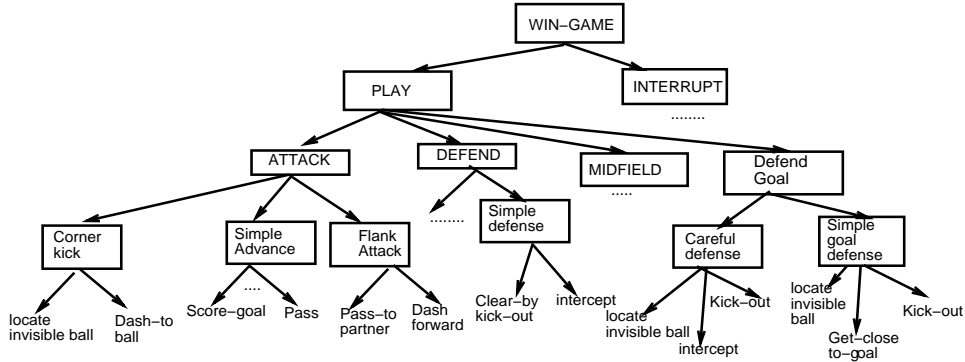 WIN–GAME
PLAY
INTERRUPT
........
ATTACK
DEFEND
MIDFIELD
.....
Defend
Goal
.........
Corner
kick
Simple
Advance
Flank
Attack
Simple
defense
Careful
defense
Simple
goal
defense
locate
invisible ball
Dash–to
ball
....
Score–goal
Pass
Pass–to
partner
Dash
forward
Clear–by
kick–out
intercept
locate
invisible ball
intercept
Kick–out
locate
invisible
ball
Get–close
to–goal
Kick–out